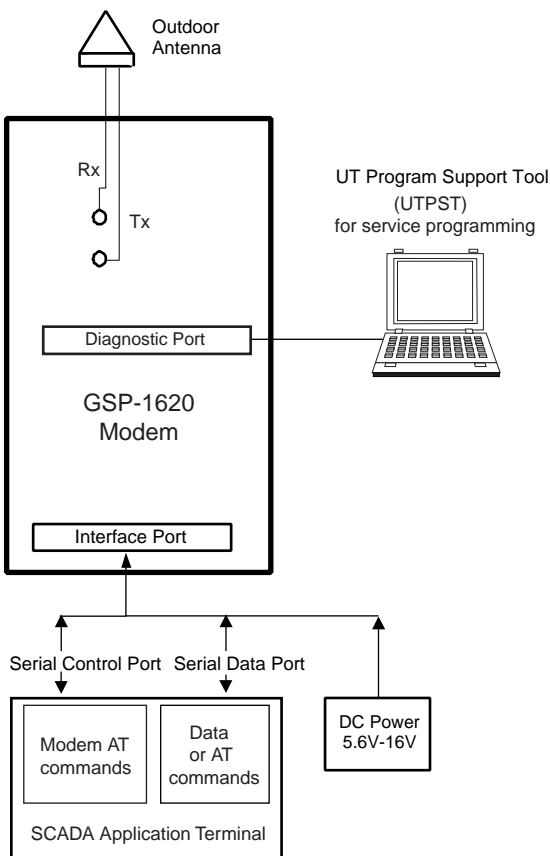 Outdoor
Antenna
Rx
Tx
UT Program Support Tool
(UTPST)
for service programming
Diagnostic Port
GSP-1620
Modem
Interface Port
Serial Control Port
Serial Data Port
Modem AT
commands
Data
or AT
commands
DC Power
5.6V-16V
SCADA Application Terminal